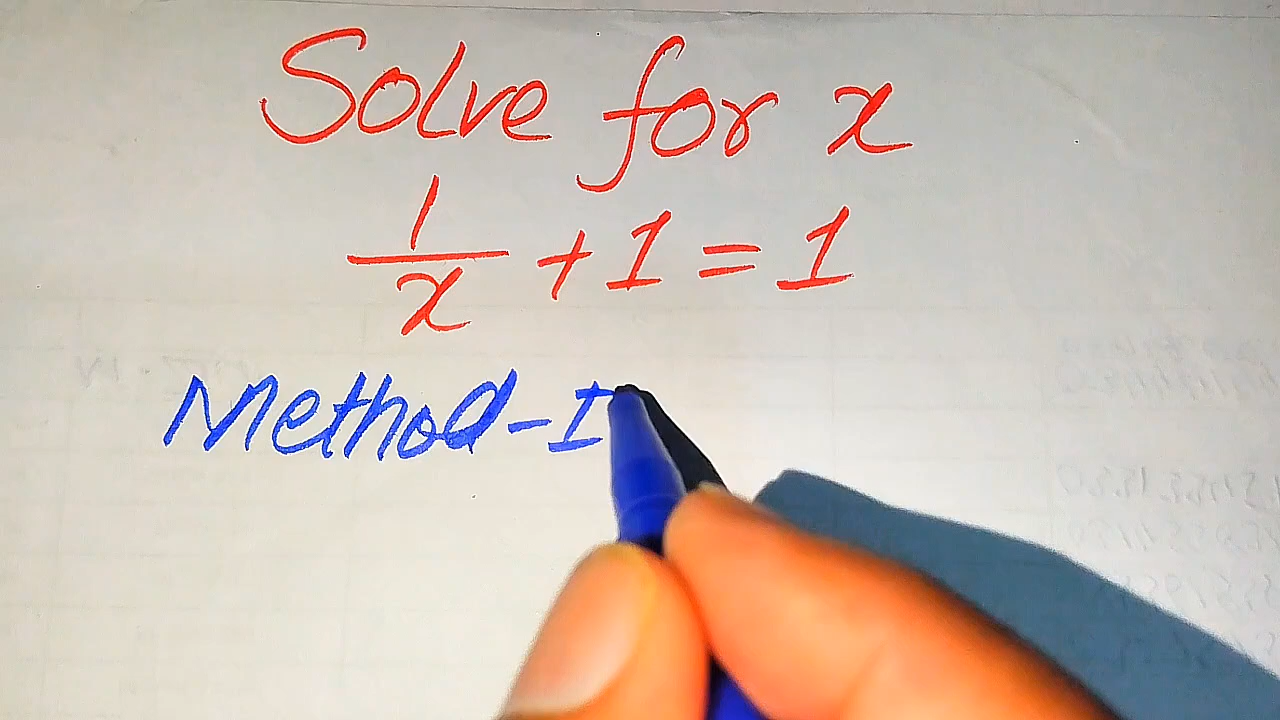 Solve for x
1/x + 1 = 1
Method-I